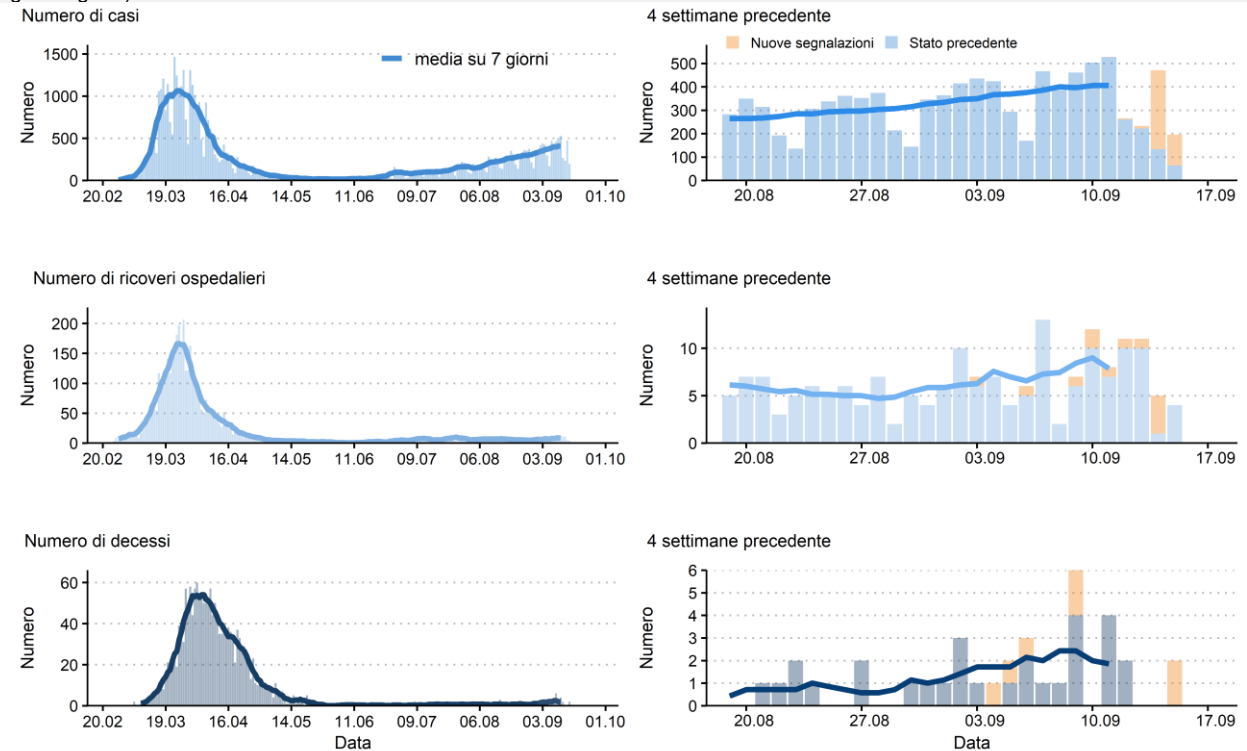 Numero di casi
4 settimane precedente
Nuove segnalazioni Stato precedente
media su 7 giorni
Numero
1500
1000
500
0
20.02 19.03 16.04 14.05 11.06 09.07 06.08 03.09 01.10
Numero
500
400
300
200
100
0
20.08 27.08 03.09 10.09 17.09
Numero di ricoveri ospedalieri
4 settimane precedente
Numero
200
150
100
50
0
20.02 19.03 16.04 14.05 11.06 09.07 06.08 03.09 01.10
Numero
10
5
0
20.08 27.08 03.09 10.09 17.09
Numero di decessi
4 settimane precedente
Numero
60
40
20
0
20.02 19.03 16.04 14.05 11.06 09.07 06.08 03.09 01.10
Data
Numero
6
5
4
3
2
1
0
20.08 27.08 03.09 10.09 17.09
Data